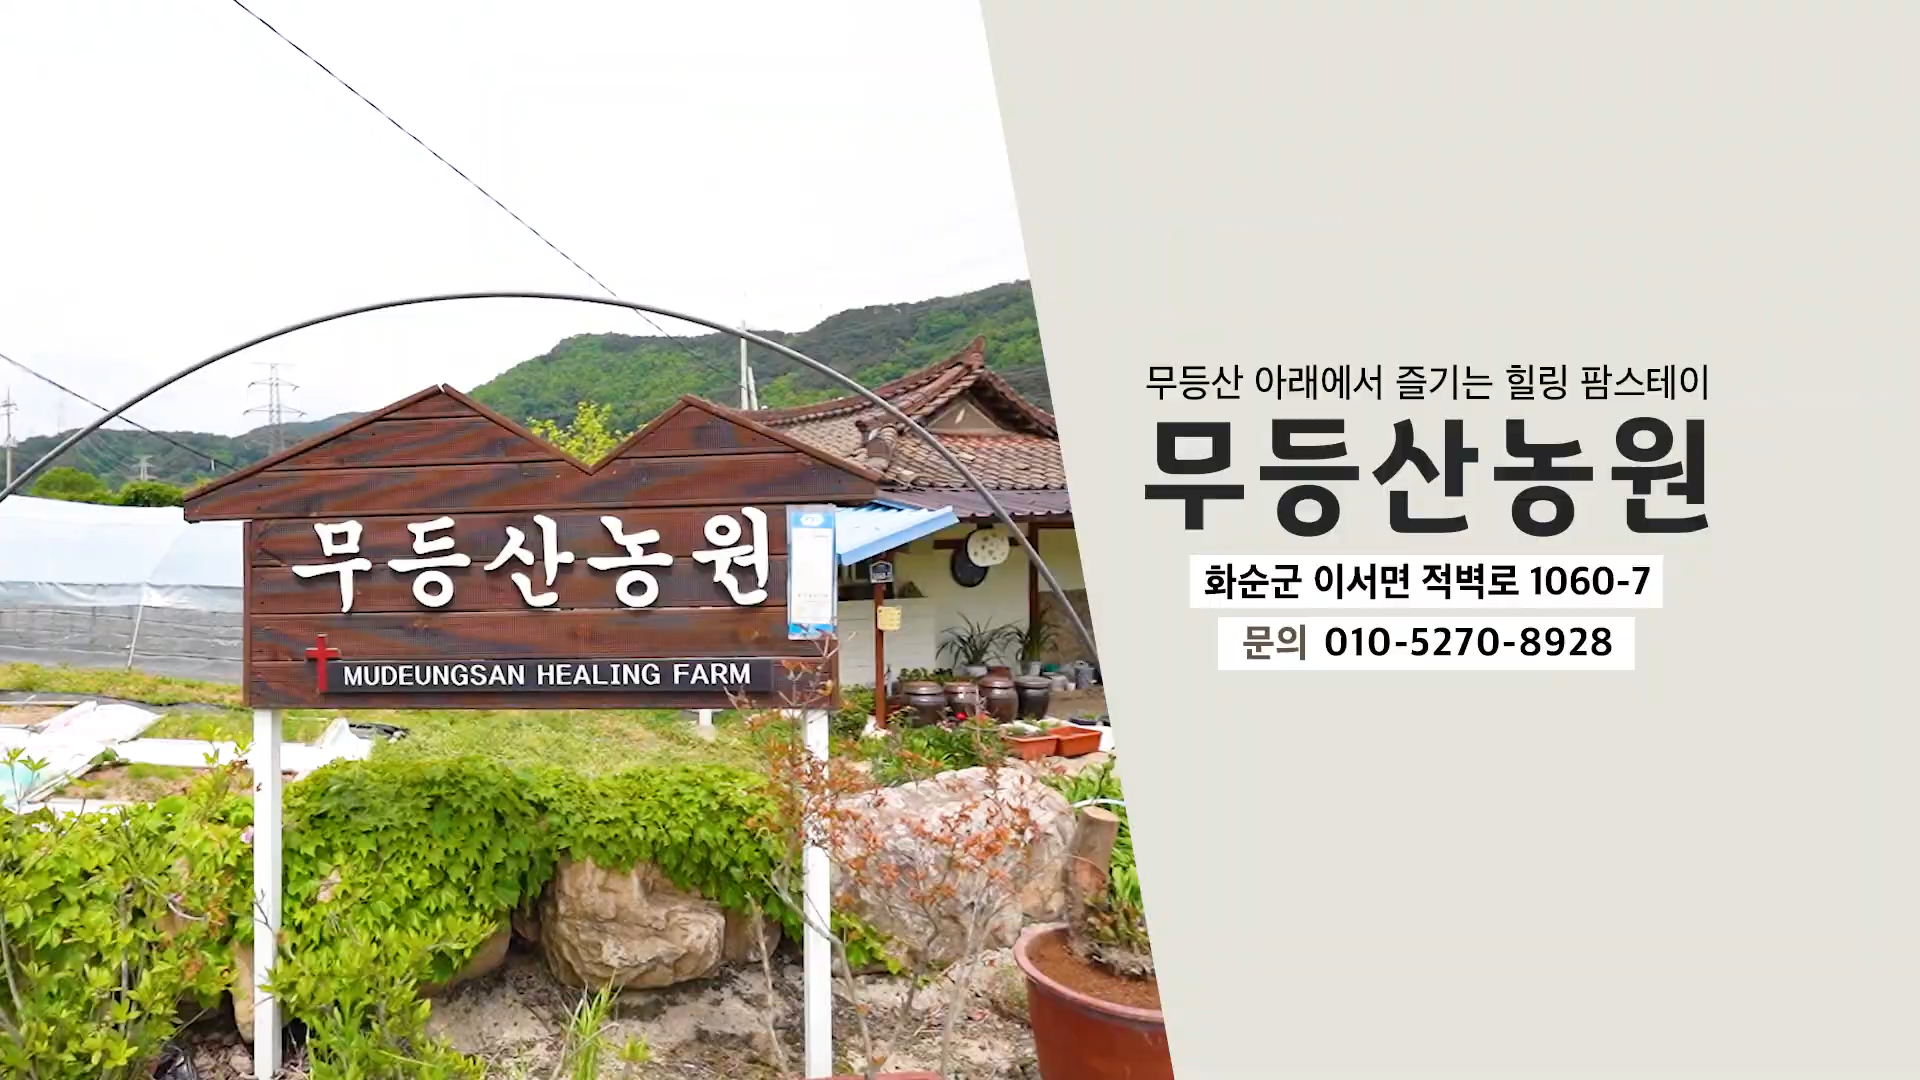 무등산농원
MUDEUNGSAN HEALING FARM
무등산 아래에서 즐기는 힐링 팜스테이
무등산농원
화순군 이서면 적벽로 1060-7
문의 010-5270-8928